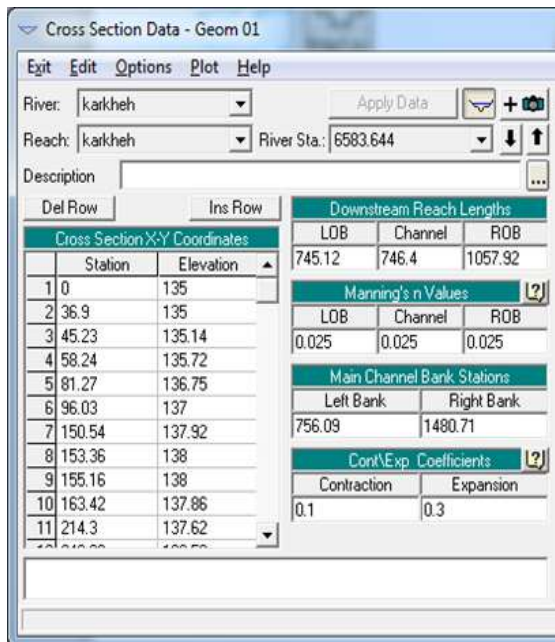 Cross Section Data - Geom 01
Exit Edit Options Plot Help
River: karkheh Apply Data
Reach: karkheh River Sta.: 6583.644
Description ...
Del Row Ins Row
Cross Section X-Y Coordinates
Station Elevation
1 0 135
2 36.9 135
3 45.23 135.14
4 58.24 135.72
5 81.27 136.75
6 96.03 137
7 150.54 137.92
8 153.36 138
9 155.16 138
10 163.42 137.86
11 214.3 137.62
Downstream Reach Lengths
LOB Channel ROB
745.12 746.4 1057.92
Manning's n Values ?
LOB Channel ROB
0.025 0.025 0.025
Main Channel Bank Stations
Left Bank Right Bank
756.09 1480.71
Cont\Exp Coefficients ?
Contraction Expansion
0.1 0.3